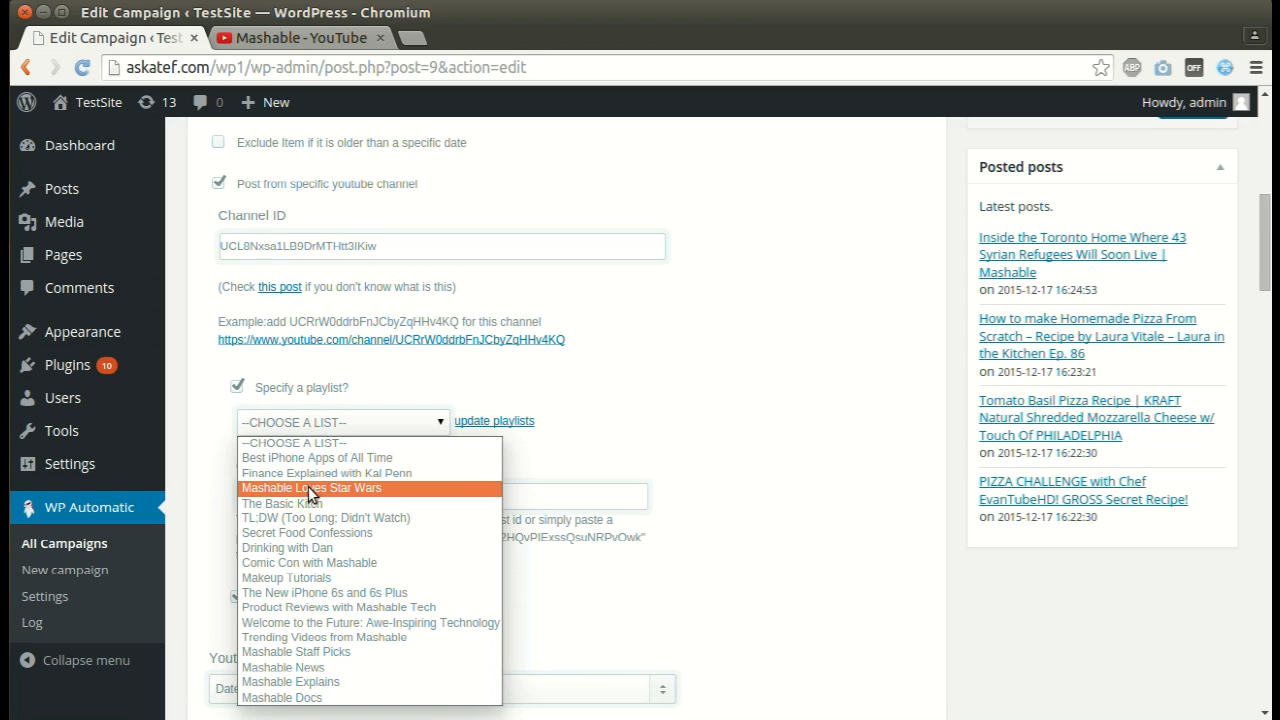 Edit Campaign ‹ TestSite — WordPress - Chromium
Edit Campaign ‹ Test
Mashable - YouTube
askatef.com/wp1/wp-admin/post.php?post=9&action=edit
ABP
OFF
TestSite
13
0
New
Howdy, admin
Dashboard
Posts
Media
Pages
Comments
Appearance
Plugins 10
Users
Tools
Settings
WP Automatic
All Campaigns
New campaign
Settings
Log
Collapse menu
Exclude Item if it is older than a specific date
Post from specific youtube channel
Channel ID
UCL8Nxsa1LB9DrMTHtt3IKiw
(Check this post if you don't know what is this)
Example:add UCRrW0ddrbFnJCbyZqHHv4KQ for this channel
https://www.youtube.com/channel/UCRrW0ddrbFnJCbyZqHHv4KQ
Specify a playlist?
--CHOOSE A LIST--
update playlists
--CHOOSE A LIST--
Best iPhone Apps of All Time
Finance Explained with Kal Penn
Mashable Loves Star Wars
The Basic Kitch
TL;DW (Too Long; Didn't Watch)
Secret Food Confessions
Drinking with Dan
Comic Con with Mashable
Makeup Tutorials
The New iPhone 6s and 6s Plus
Product Reviews with Mashable Tech
Welcome to the Future: Awe-Inspiring Technology
Trending Videos from Mashable
Mashable Staff Picks
Mashable News
Mashable Explains
Mashable Docs
st id or simply paste a
2HQvPIExssQsuNRPvOwk"
Yout
Date
Posted posts
Latest posts.
Inside the Toronto Home Where 43
Syrian Refugees Will Soon Live |
Mashable
on 2015-12-17 16:24:53
How to make Homemade Pizza From
Scratch – Recipe by Laura Vitale – Laura in
the Kitchen Ep. 86
on 2015-12-17 16:23:21
Tomato Basil Pizza Recipe | KRAFT
Natural Shredded Mozzarella Cheese w/
Touch Of PHILADELPHIA
on 2015-12-17 16:22:30
PIZZA CHALLENGE with Chef
EvanTubeHD! GROSS Secret Recipe!
on 2015-12-17 16:22:30